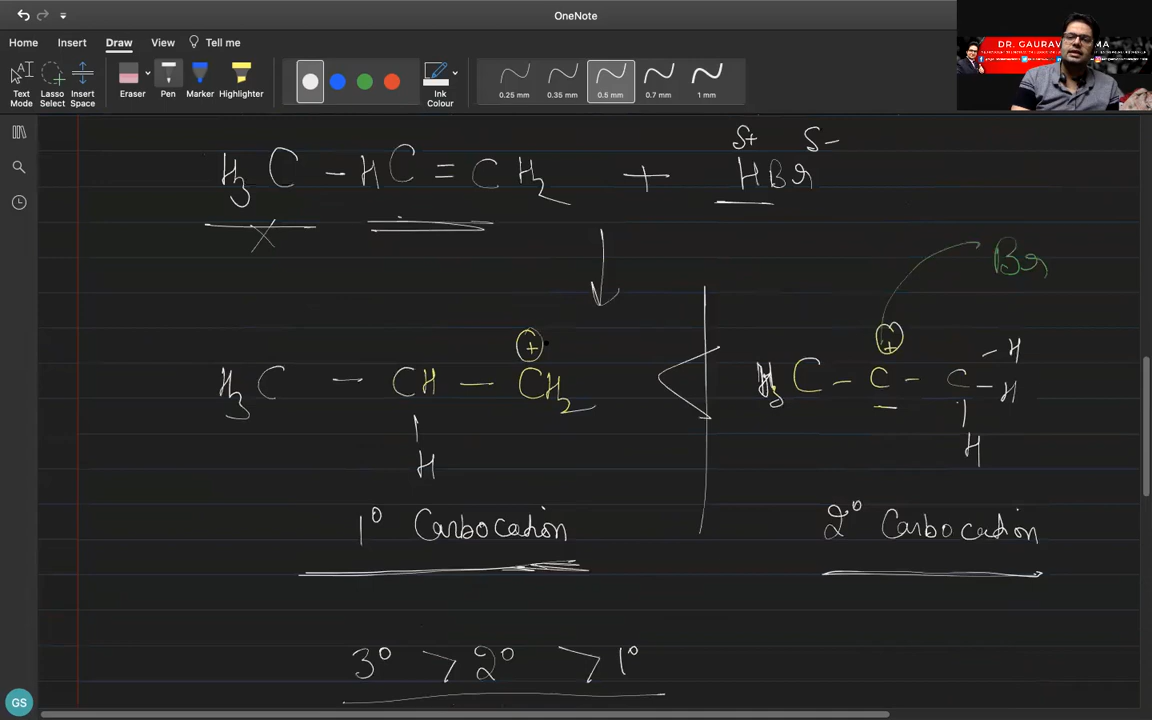 OneNote
Home Insert Draw View Tell me
DR. GAURAV
Text Mode
Lasso Select
Insert Space
Eraser
Pen
Marker
Highlighter
Ink Colour
0.25 mm 0.35 mm 0.5 mm 0.7 mm 1 mm
δ+ δ-
H3C - HC = CH2 + HBr
Br
+ +
H3C - CH - CH2 < H3C - C - C - H
- H
H H
1° Carbocation 2° Carbocation
3° > 2° > 1°
GS